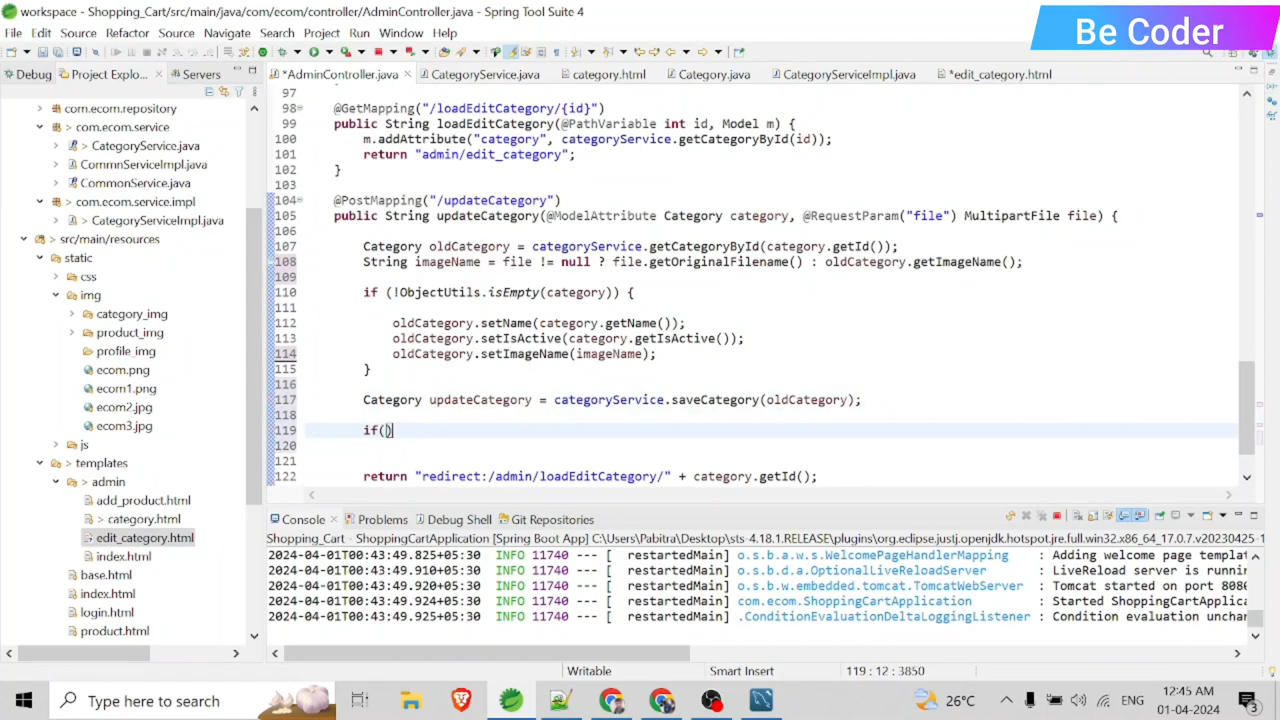 workspace - Shopping_Cart/src/main/java/com/ecom/controller/AdminController.java - Spring Tool Suite 4
Be Coder
File Edit Source Refactor Source Navigate Search Project Run Window Help
Debug Project Explo... Servers
*AdminController.java CategoryService.java category.html Category.java CategoryServiceImpl.java *edit_category.html
com.ecom.repository
com.ecom.service
CategoryService.java
CommnServiceImpl.java
CommonService.java
com.ecom.service.impl
CategoryServiceImpl.java
src/main/resources
static
css
img
category_img
product_img
profile_img
ecom.png
ecom1.png
ecom2.jpg
ecom3.jpg
js
templates
admin
add_product.html
category.html
edit_category.html
index.html
base.html
index.html
login.html
product.html
97
98 @GetMapping("/loadEditCategory/{id}")
99 public String loadEditCategory(@PathVariable int id, Model m) {
100 m.addAttribute("category", categoryService.getCategoryById(id));
101 return "admin/edit_category";
102 }
103
104 @PostMapping("/updateCategory")
105 public String updateCategory(@ModelAttribute Category category, @RequestParam("file") MultipartFile file) {
106
107 Category oldCategory = categoryService.getCategoryById(category.getId());
108 String imageName = file != null ? file.getOriginalFilename() : oldCategory.getImageName();
109
110 if (!ObjectUtils.isEmpty(category)) {
111
112 oldCategory.setName(category.getName());
113 oldCategory.setIsActive(category.getIsActive());
114 oldCategory.setImageName(imageName);
115 }
116
117 Category updateCategory = categoryService.saveCategory(oldCategory);
118
119 if()
120
121
122 return "redirect:/admin/loadEditCategory/" + category.getId();
Console Problems Debug Shell Git Repositories
Shopping_Cart - ShoppingCartApplication [Spring Boot App] C:\Users\Pabitra\Desktop\sts-4.18.1.RELEASE\plugins\org.eclipse.justj.openjdk.hotspot.jre.full.win32.x86_64_17.0.7.v20230425-1
2024-04-01T00:43:49.825+05:30 INFO 11740 --- [ restartedMain] o.s.b.a.w.s.WelcomePageHandlerMapping : Adding welcome page templat
2024-04-01T00:43:49.910+05:30 INFO 11740 --- [ restartedMain] o.s.b.d.a.OptionalLiveReloadServer : LiveReload server is runnin
2024-04-01T00:43:49.920+05:30 INFO 11740 --- [ restartedMain] o.s.b.w.embedded.tomcat.TomcatWebServer : Tomcat started on port 8080
2024-04-01T00:43:49.924+05:30 INFO 11740 --- [ restartedMain] com.ecom.ShoppingCartApplication : Started ShoppingCartApplica
2024-04-01T00:43:49.927+05:30 INFO 11740 --- [ restartedMain] .ConditionEvaluationDeltaLoggingListener : Condition evaluation unchan
Writable Smart Insert 119 : 12 : 3850
Type here to search
26°C ENG 12:45 AM
01-04-2024
3